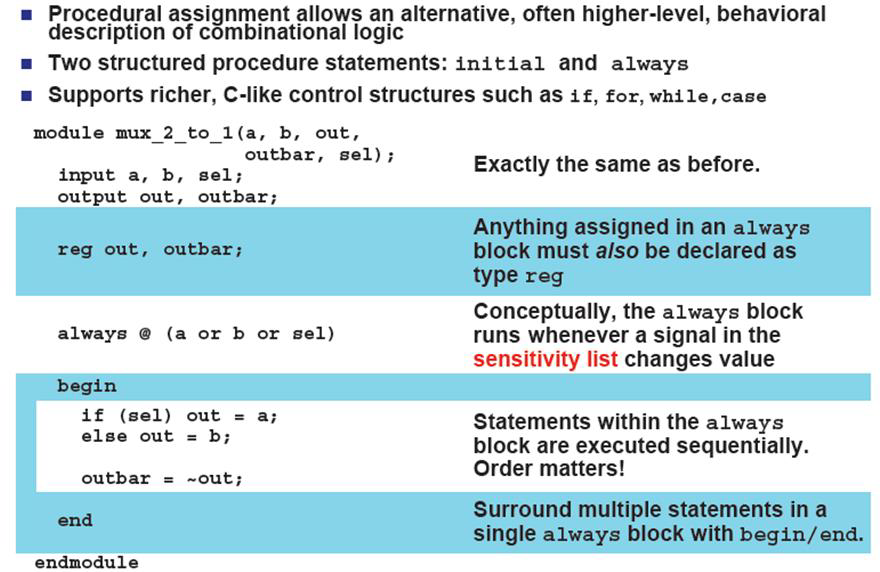 Procedural assignment allows an alternative, often higher-level, behavioral
description of combinational logic
Two structured procedure statements: initial and always
Supports richer, C-like control structures such as if, for, while,case
module mux_2_to_1(a, b, out,
outbar, sel);
input a, b, sel;
output out, outbar;
Exactly the same as before.
reg out, outbar;
Anything assigned in an always
block must also be declared as
type reg
always @ (a or b or sel)
Conceptually, the always block
runs whenever a signal in the
sensitivity list changes value
begin
if (sel) out = a;
else out = b;
outbar = ~out;
Statements within the always
block are executed sequentially.
Order matters!
end
Surround multiple statements in a
single always block with begin/end.
endmodule